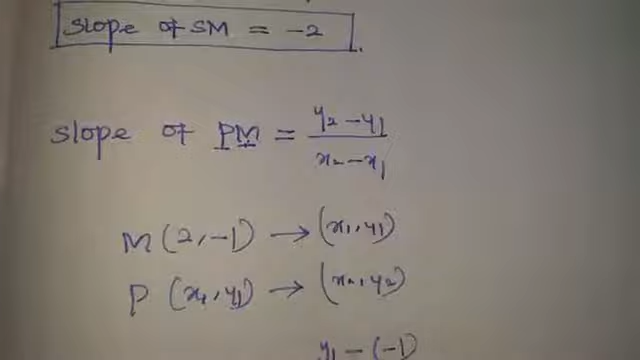 slope of SM = -2
slope of PM = y₂ - y₁ / x₂ - x₁
M (2, -1) → (x₁, y₁)
P (x₁, y₁) → (x₂, y₂)
y₁ - (-1)